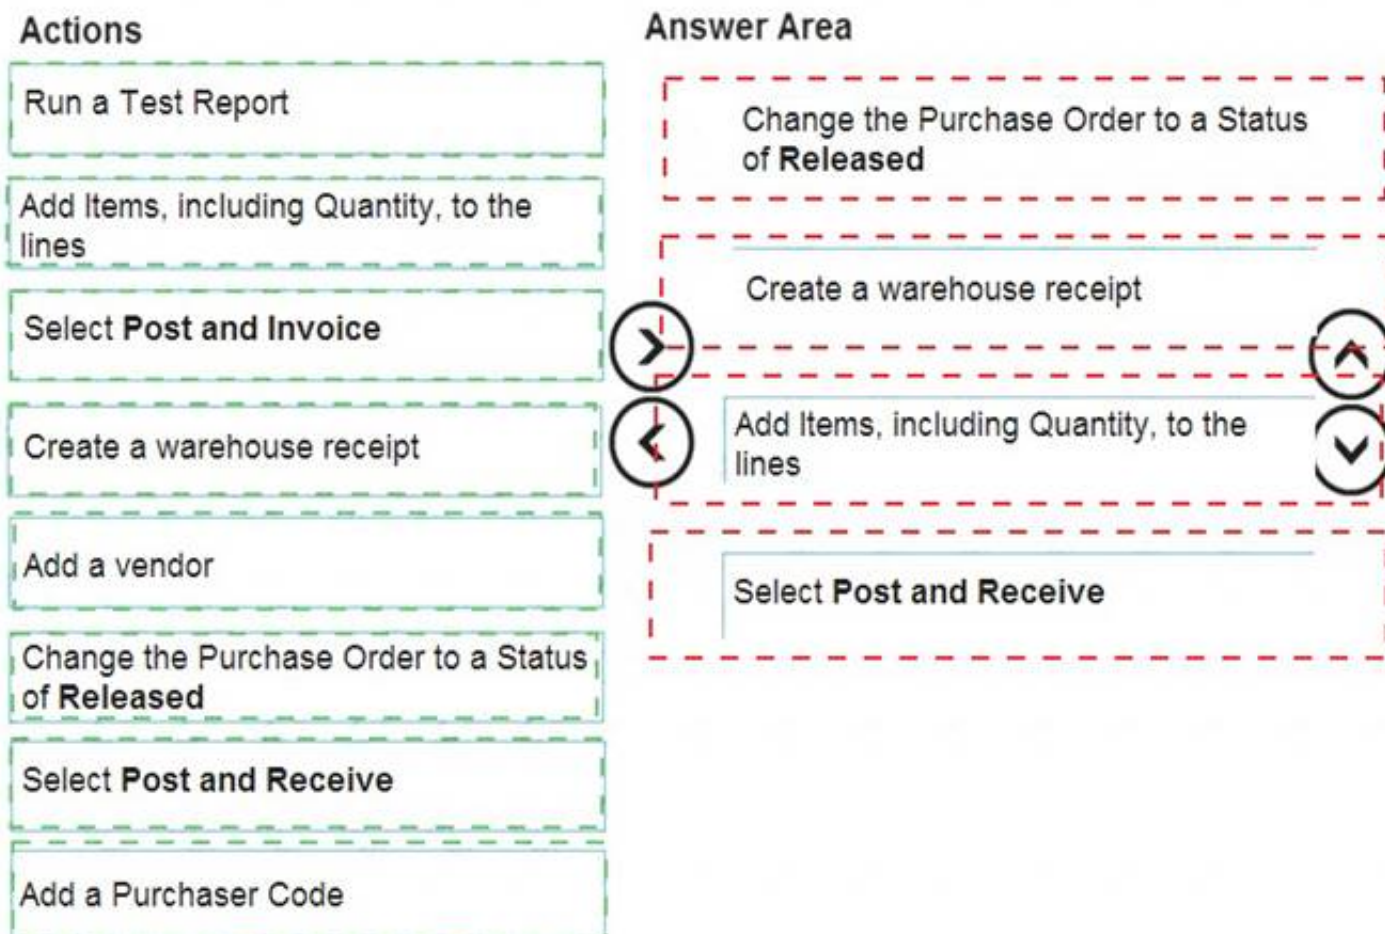 Actions
Run a Test Report
Add Items, including Quantity, to the
lines
Select Post and Invoice
Create a warehouse receipt
Add a vendor
Change the Purchase Order to a Status
of Released
Select Post and Receive
Add a Purchaser Code
Answer Area
Change the Purchase Order to a Status
of Released
Create a warehouse receipt
Add Items, including Quantity, to the
lines
Select Post and Receive